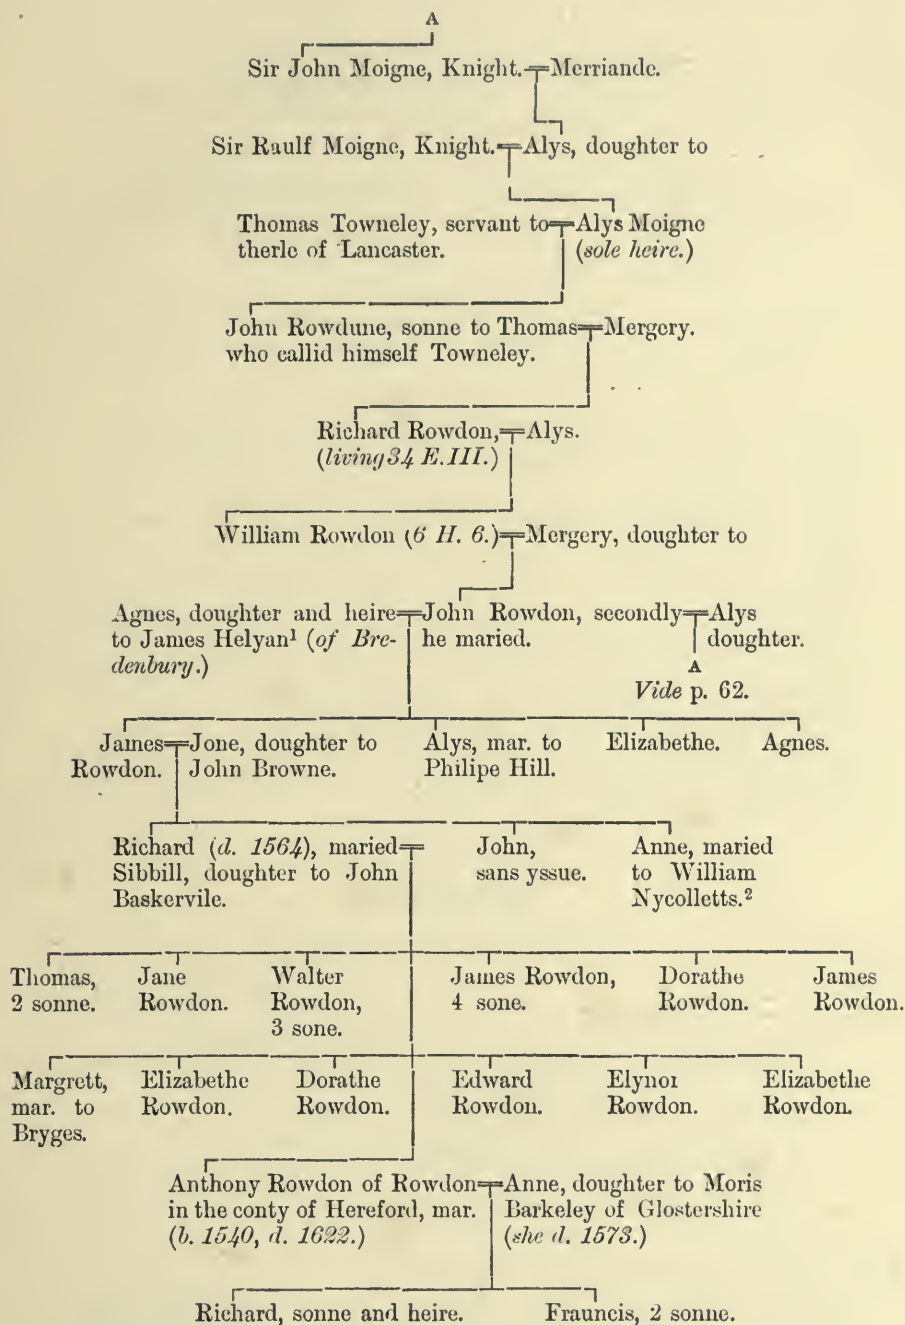 A
Sir John Moigne, Knight. Merriande.
Sir Raulf Moigne, Knight. Alys, doughter to
Thomas Towneley, servant to Alys Moigne
therle of Lancaster. (sole heire.)
John Rowdune, sonne to Thomas Mergery.
who callid himself Towneley.
Richard Rowdon, Alys.
(living 34 E.III.)
William Rowdon (6 H. 6.) Mergery, doughter to
Agnes, doughter and heire John Rowdon, secondly Alys
to James Helyan¹ (of Bre- he maried. doughter.
denbury.) A
Vide p. 62.
James Jone, doughter to Alys, mar. to Elizabethe. Agnes.
Rowdon. John Browne. Philipe Hill.
Richard (d. 1564), maried John, Anne, maried
Sibbill, doughter to John sans yssue. to William
Baskervile. Nycolletts.²
Thomas, Jane Walter James Rowdon, Dorathe James
2 sonne. Rowdon. Rowdon, 4 sone. Rowdon. Rowdon.
3 sone.
Margrett, Elizabethe Dorathe Edward Elynor Elizabethe
mar. to Rowdon. Rowdon. Rowdon. Rowdon. Rowdon.
Bryges.
Anthony Rowdon of Rowdon Anne, doughter to Moris
in the conty of Hereford, mar. Barkeley of Glostershire
(b. 1540, d. 1622.) (she d. 1573.)
Richard, sonne and heire. Frauncis, 2 sonne.